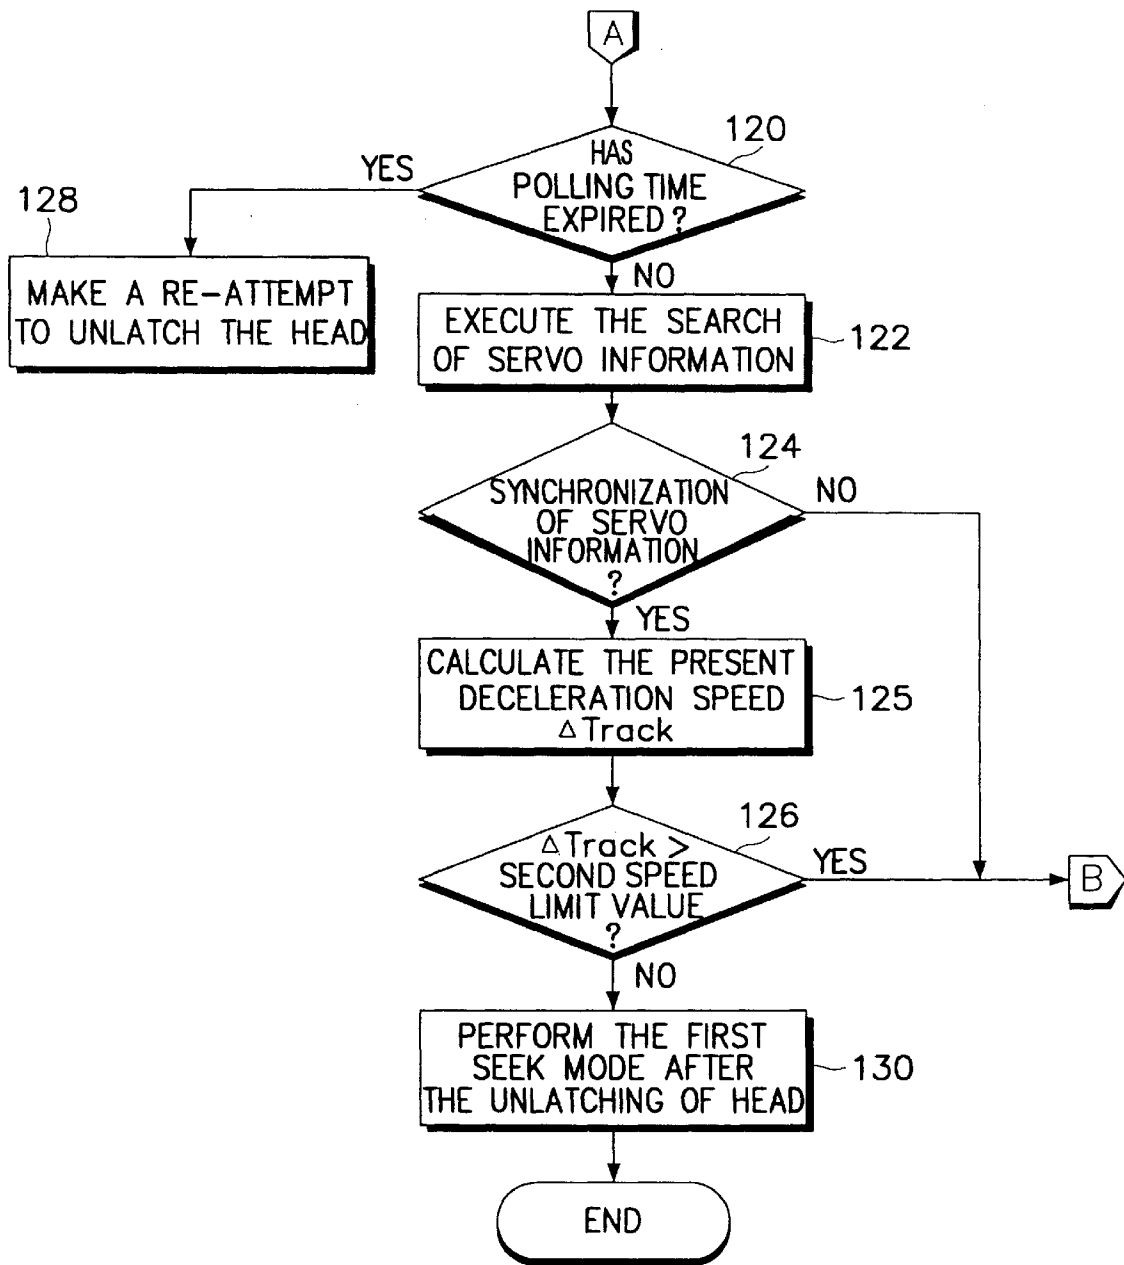 A
120
HAS
POLLING TIME
EXPIRED ?
YES
128
MAKE A RE-ATTEMPT
TO UNLATCH THE HEAD
NO
EXECUTE THE SEARCH
OF SERVO INFORMATION
122
124
SYNCHRONIZATION
OF SERVO
INFORMATION
?
NO
YES
CALCULATE THE PRESENT
DECELERATION SPEED
△Track
125
126
△Track >
SECOND SPEED
LIMIT VALUE
?
YES
B
NO
PERFORM THE FIRST
SEEK MODE AFTER
THE UNLATCHING OF HEAD
130
END